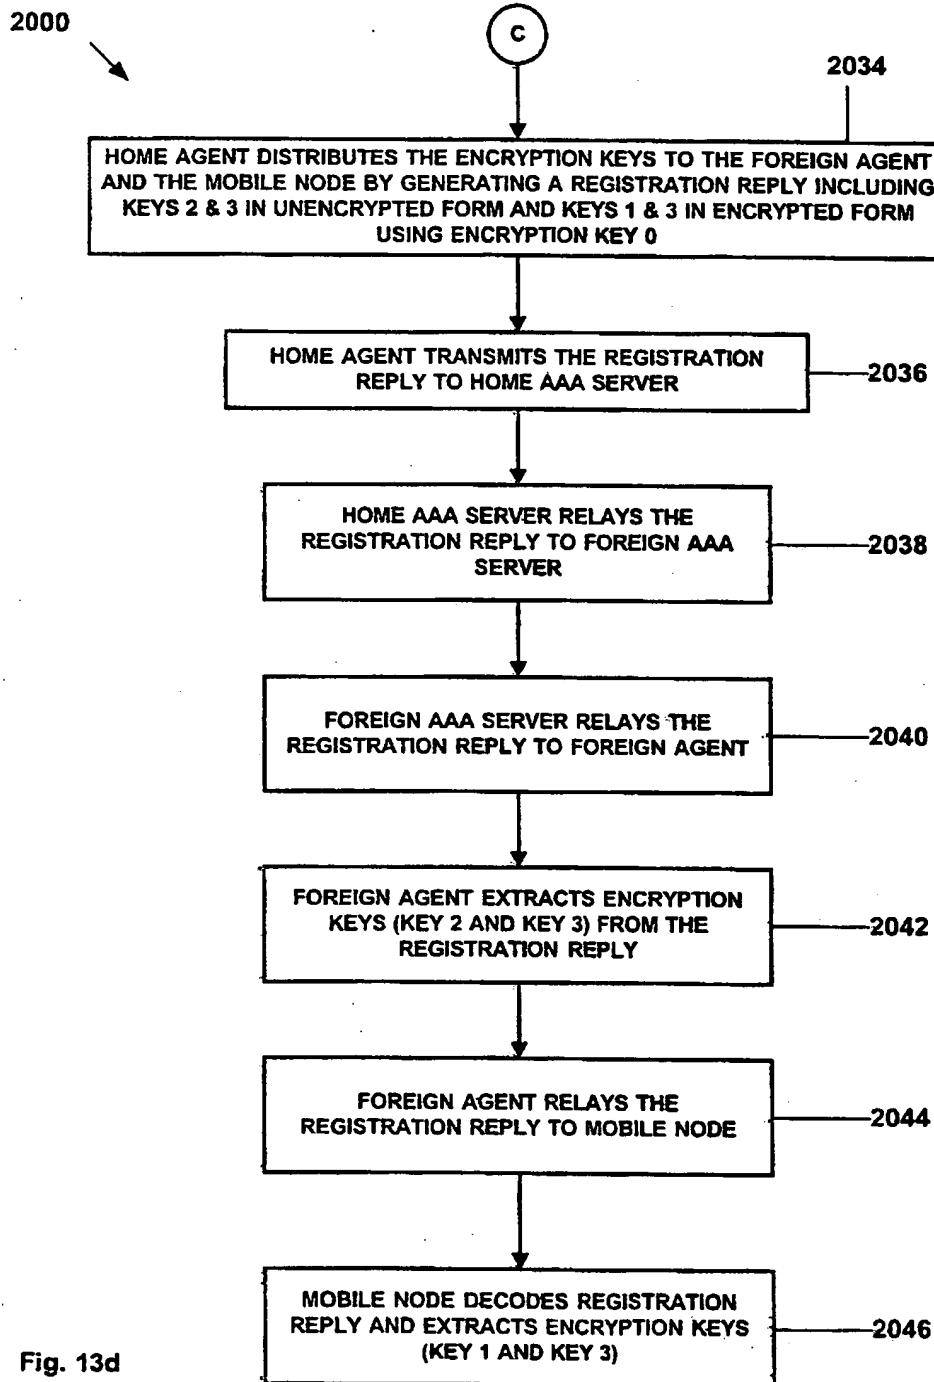 2000
C
2034
HOME AGENT DISTRIBUTES THE ENCRYPTION KEYS TO THE FOREIGN AGENT
AND THE MOBILE NODE BY GENERATING A REGISTRATION REPLY INCLUDING
KEYS 2 & 3 IN UNENCRYPTED FORM AND KEYS 1 & 3 IN ENCRYPTED FORM
USING ENCRYPTION KEY 0
HOME AGENT TRANSMITS THE REGISTRATION
REPLY TO HOME AAA SERVER
2036
HOME AAA SERVER RELAYS THE
REGISTRATION REPLY TO FOREIGN AAA
SERVER
2038
FOREIGN AAA SERVER RELAYS THE
REGISTRATION REPLY TO FOREIGN AGENT
2040
FOREIGN AGENT EXTRACTS ENCRYPTION
KEYS (KEY 2 AND KEY 3) FROM THE
REGISTRATION REPLY
2042
FOREIGN AGENT RELAYS THE
REGISTRATION REPLY TO MOBILE NODE
2044
MOBILE NODE DECODES REGISTRATION
REPLY AND EXTRACTS ENCRYPTION KEYS
(KEY 1 AND KEY 3)
2046
Fig. 13d